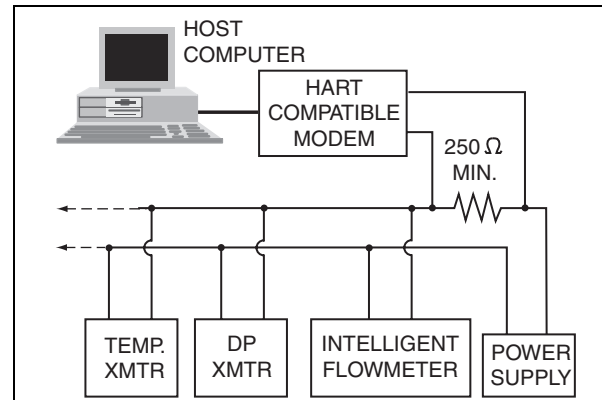 HOST
COMPUTER
HART
COMPATIBLE
MODEM
250 Ω
MIN.
TEMP.
XMTR
DP
XMTR
INTELLIGENT
FLOWMETER
POWER
SUPPLY